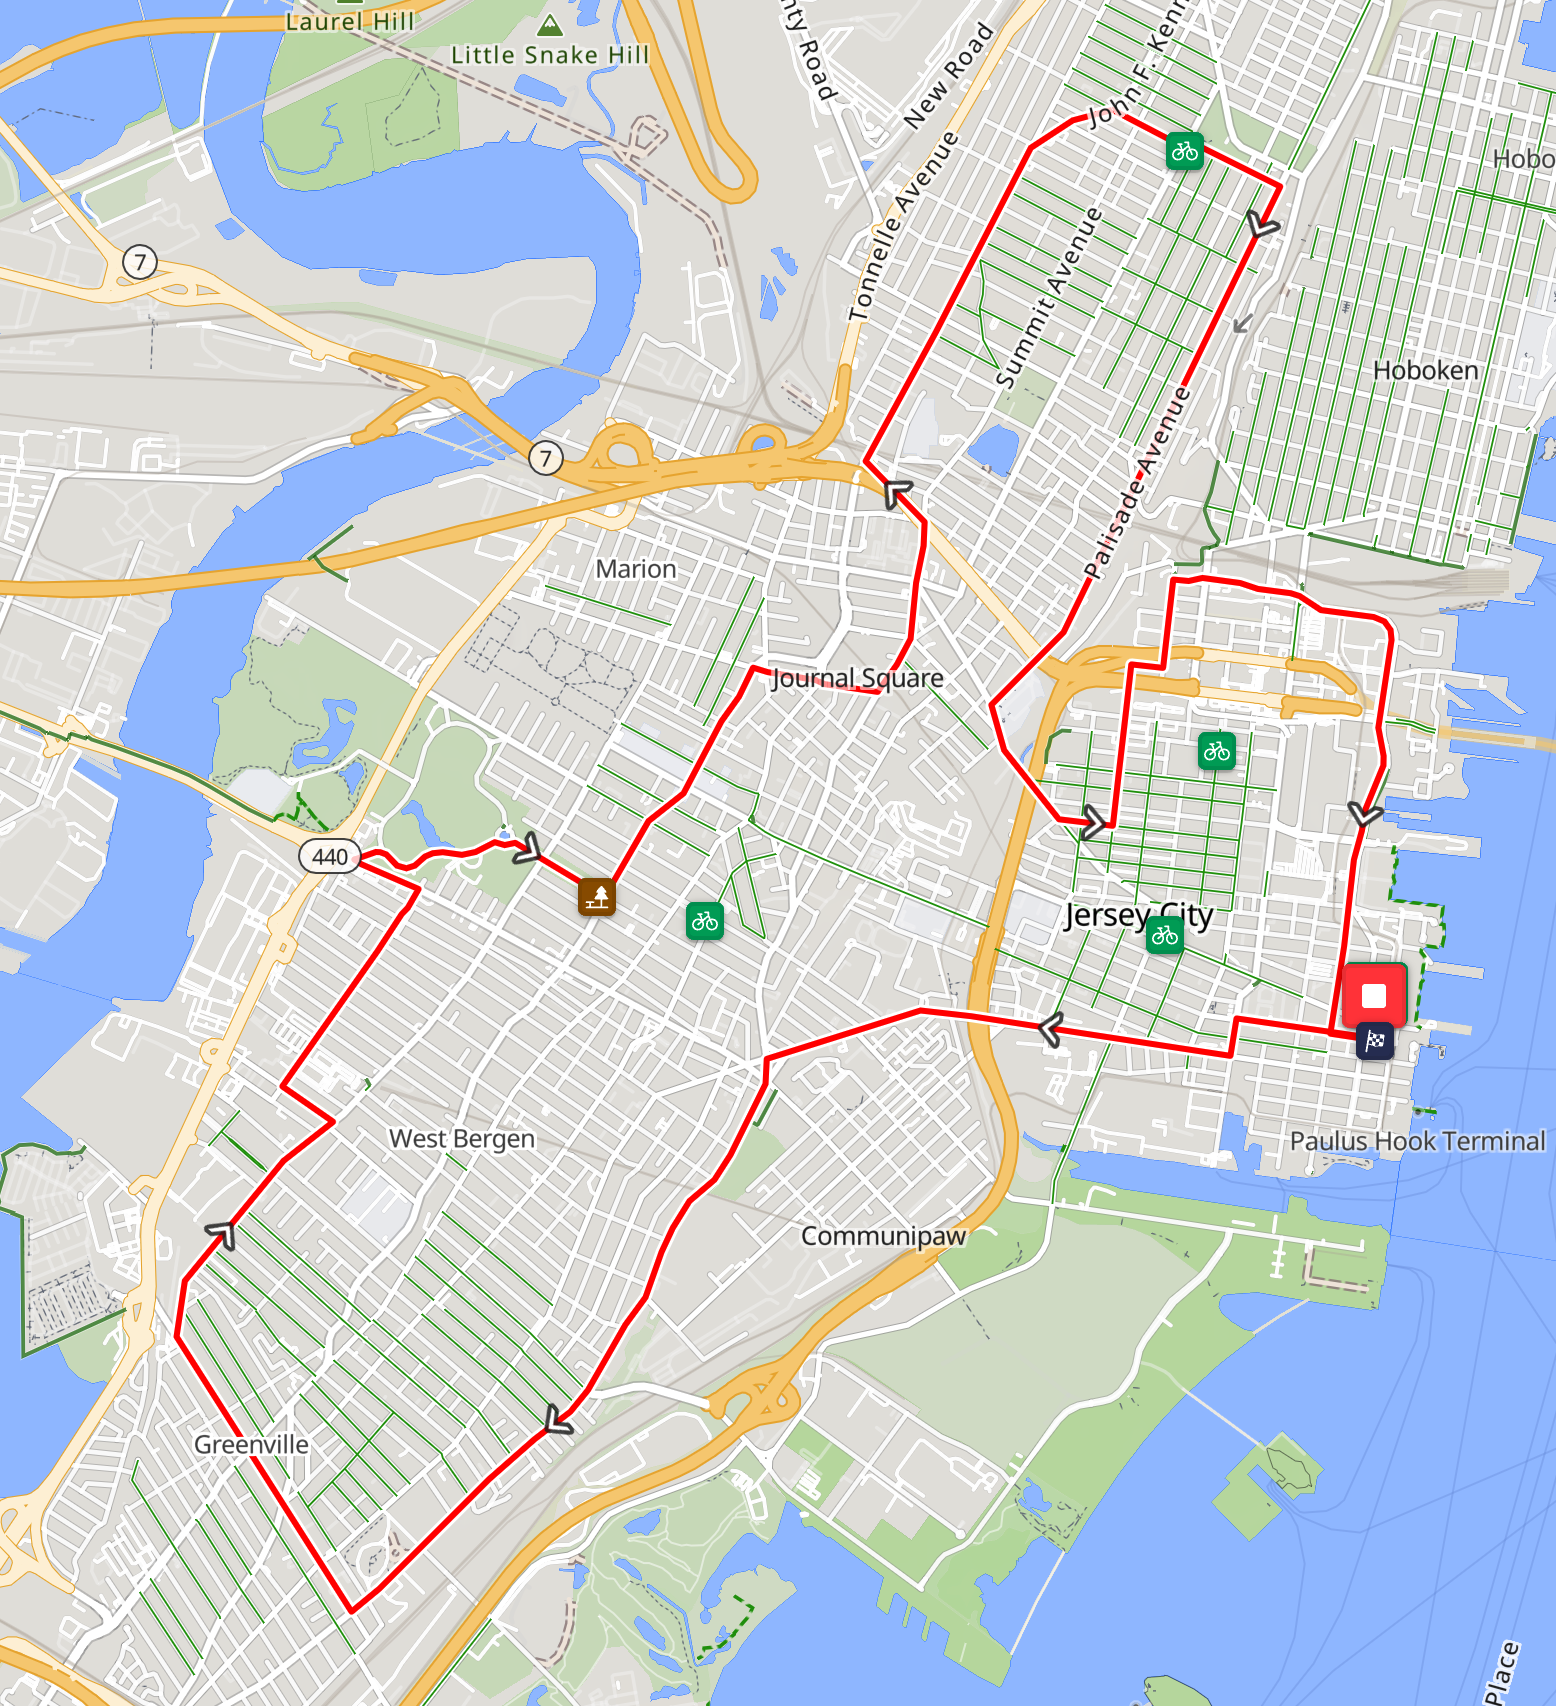 Laurel Hill
Little Snake Hill
nty Road
New Road
John F. Kenn
Hobo
Tonnelle Avenue
7
Summit Avenue
Hoboken
Palisade Avenue
7
Marion
Journal Square
440
Jersey City
West Bergen
Paulus Hook Terminal
Communipaw
Greenville
Place